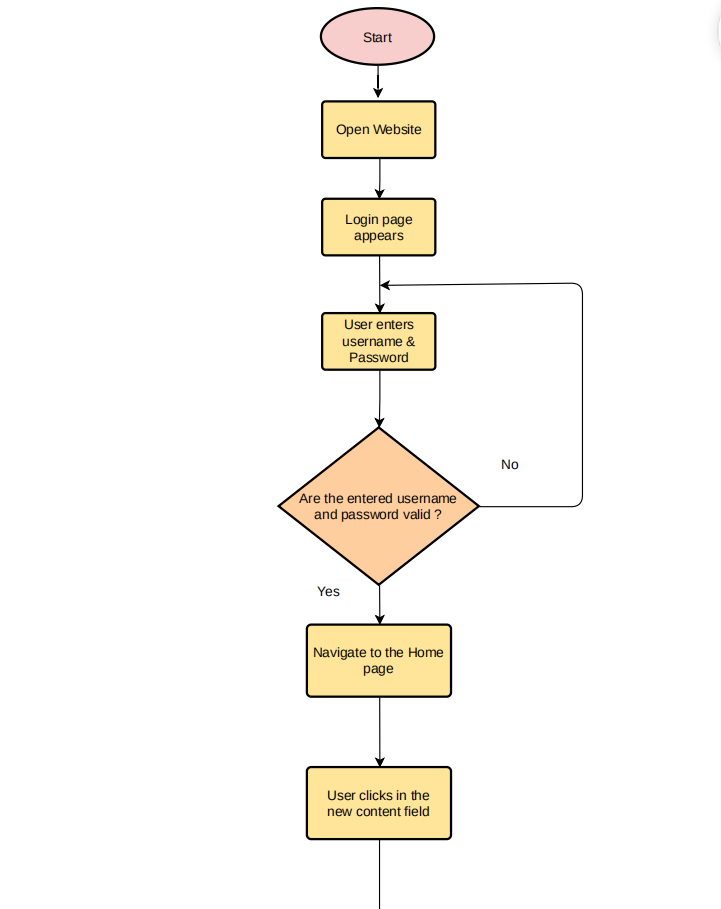 Start
Open Website
Login page
appears
User enters
username &
Password
Are the entered username
and password valid ?
No
Yes
Navigate to the Home
page
User clicks in the
new content field